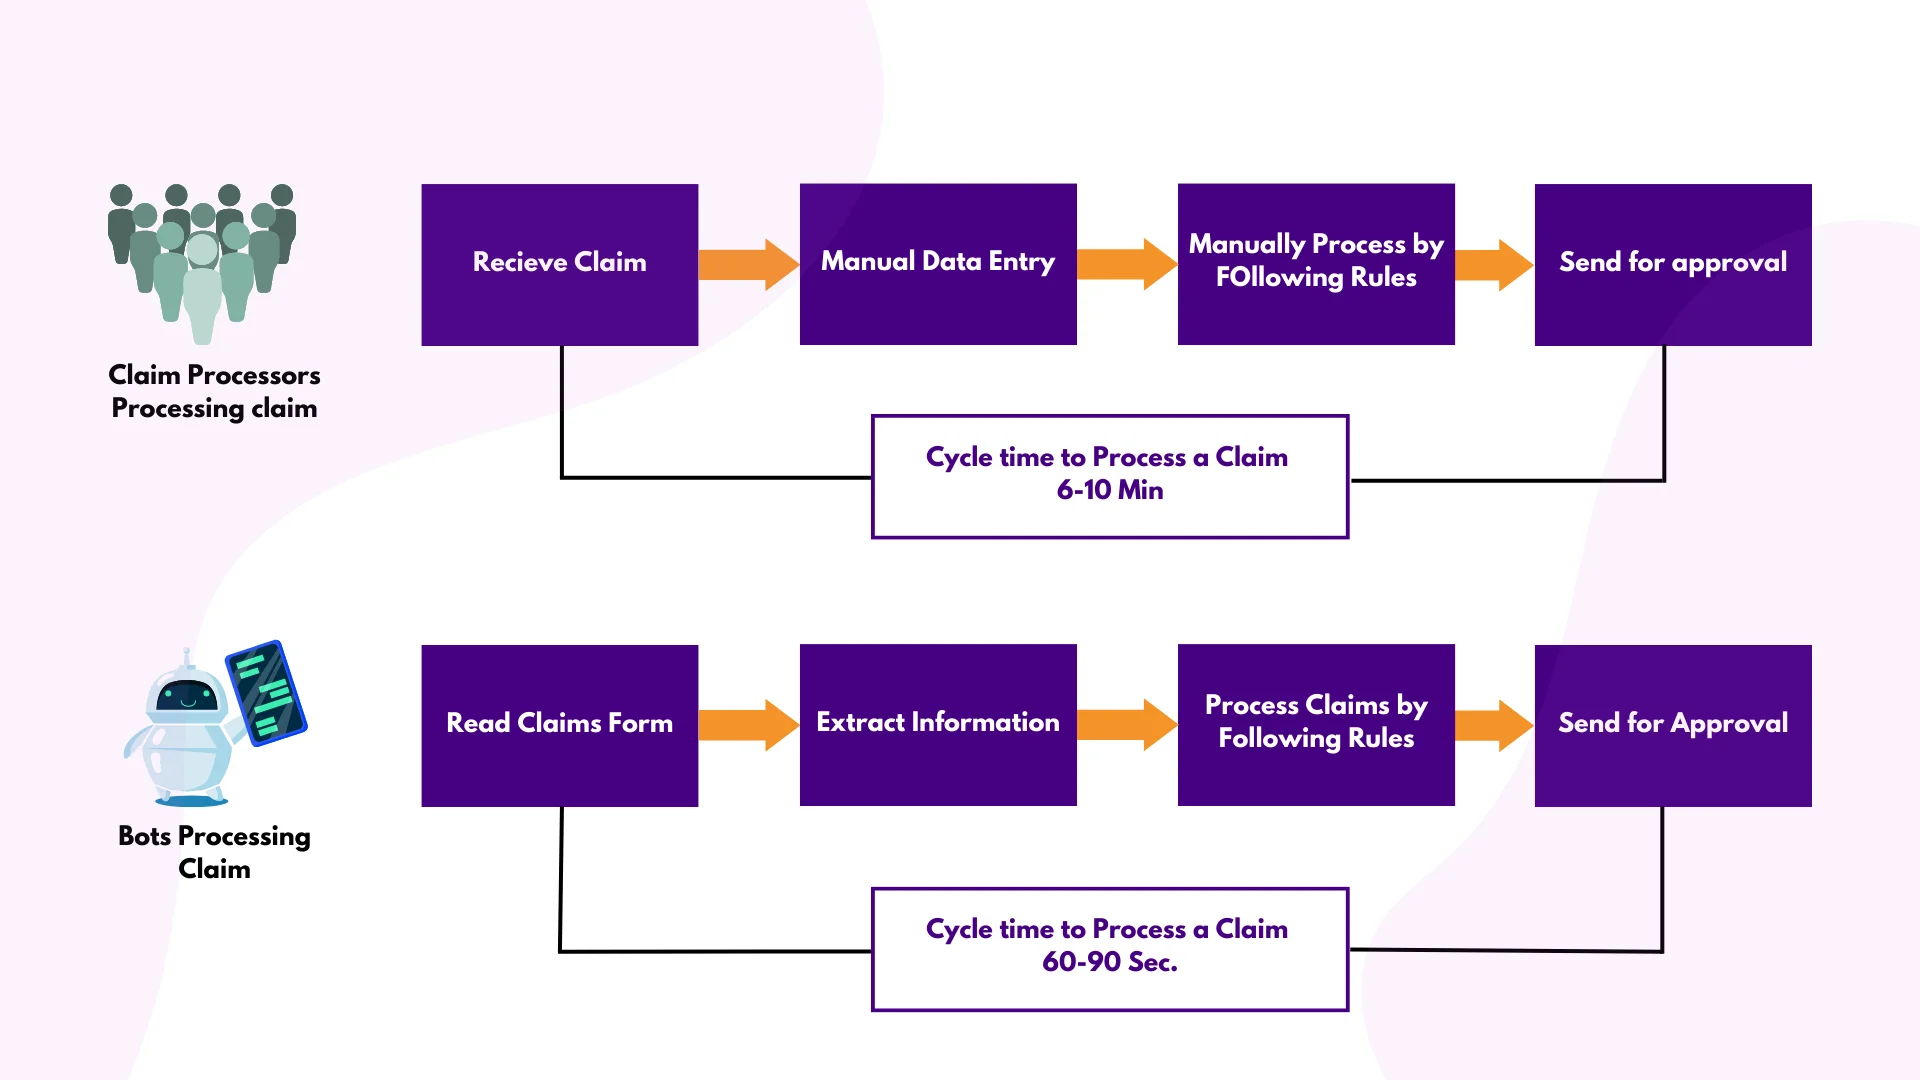 Recieve Claim
Manual Data Entry
Manually Process by
FOllowing Rules
Send for approval
Claim Processors
Processing claim
Cycle time to Process a Claim
6-10 Min
Read Claims Form
Extract Information
Process Claims by
Following Rules
Send for Approval
Bots Processing
Claim
Cycle time to Process a Claim
60-90 Sec.